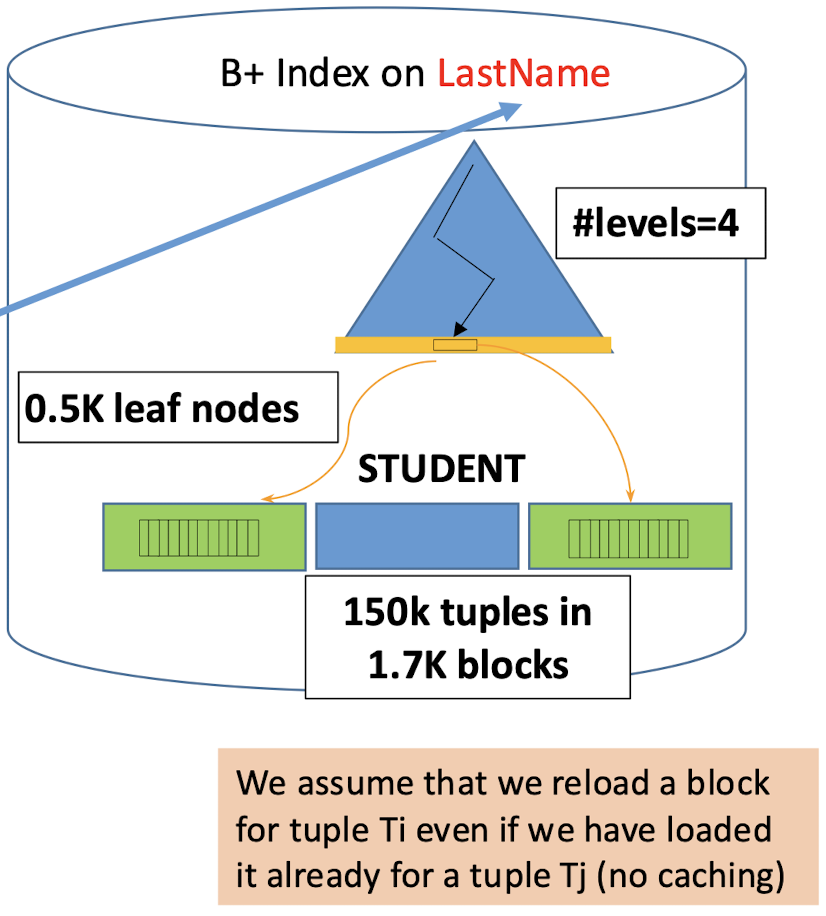 B+ Index on LastName
#levels=4
0.5K leaf nodes
STUDENT
150k tuples in
1.7K blocks
We assume that we reload a block
for tuple Ti even if we have loaded
it already for a tuple Tj (no caching)